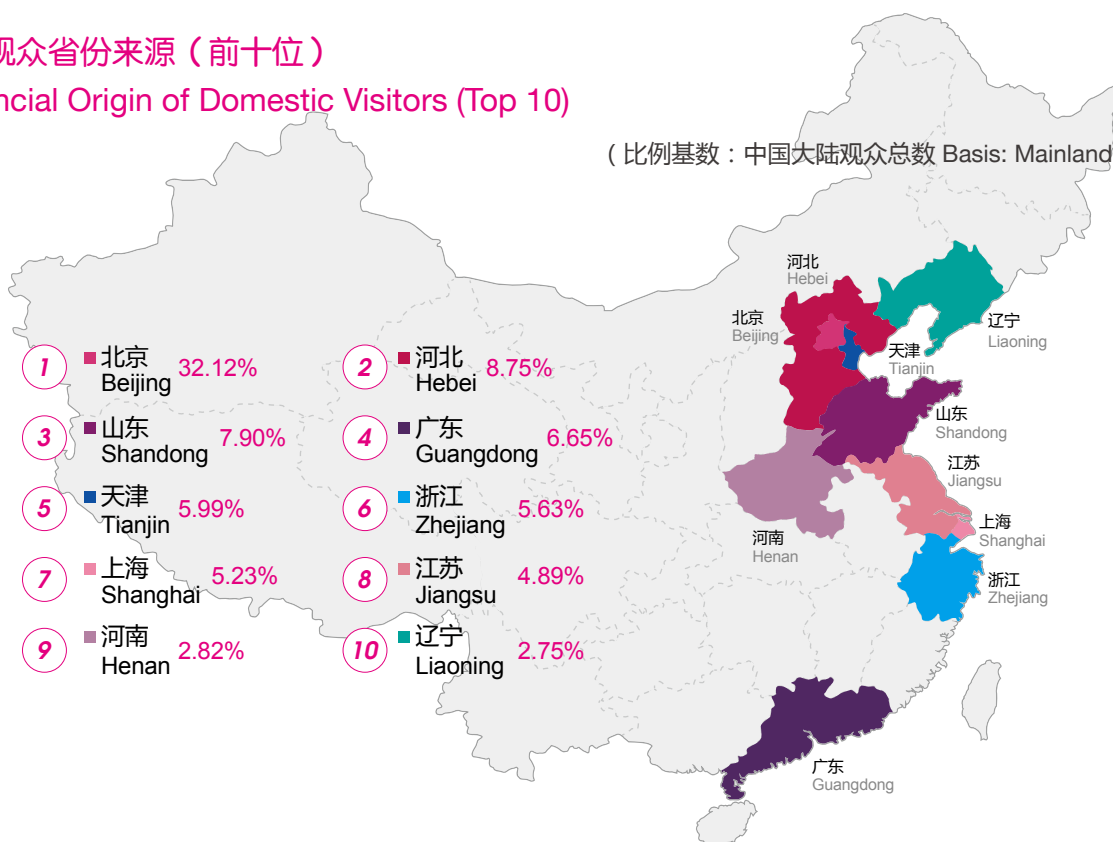 观众省份来源（前十位）
ncial Origin of Domestic Visitors (Top 10)
（比例基数：中国大陆观众总数 Basis: Mainland
1 北京 Beijing 32.12%
2 河北 Hebei 8.75%
3 山东 Shandong 7.90%
4 广东 Guangdong 6.65%
5 天津 Tianjin 5.99%
6 浙江 Zhejiang 5.63%
7 上海 Shanghai 5.23%
8 江苏 Jiangsu 4.89%
9 河南 Henan 2.82%
10 辽宁 Liaoning 2.75%
河北
Hebei
北京
Beijing
辽宁
Liaoning
天津
Tianjin
山东
Shandong
江苏
Jiangsu
上海
Shanghai
河南
Henan
浙江
Zhejiang
广东
Guangdong